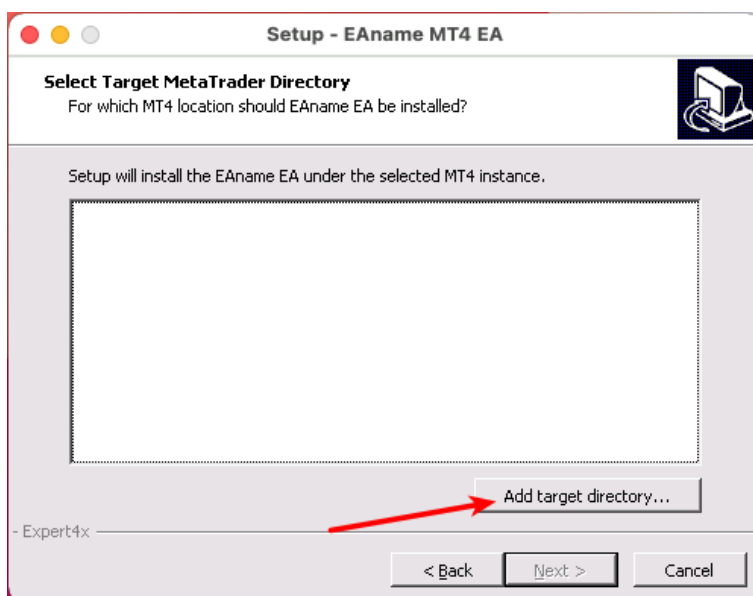 Setup - EAname MT4 EA
Select Target MetaTrader Directory
For which MT4 location should EAname EA be installed?
Setup will install the EAname EA under the selected MT4 instance.
Add target directory...
- Expert4x
< Back
Next >
Cancel